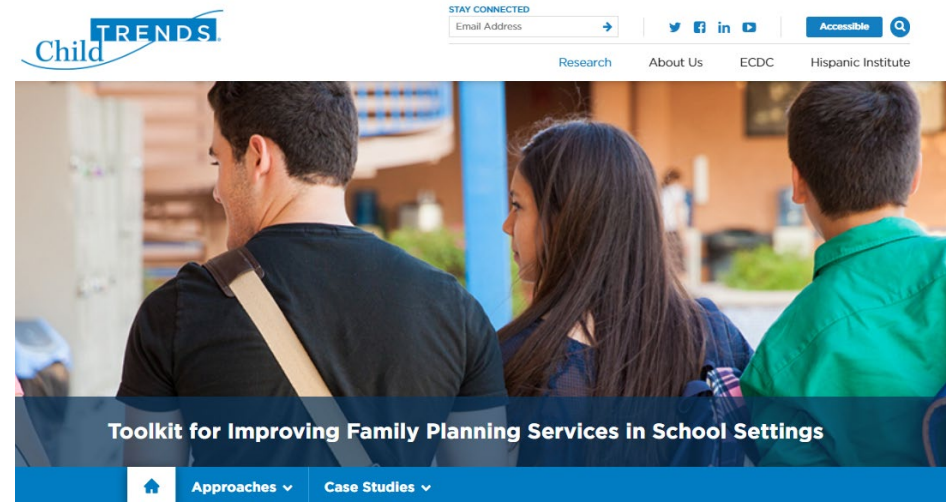 Child TRENDS
STAY CONNECTED
Email Address
Accessible
Research About Us ECDC Hispanic Institute
Toolkit for Improving Family Planning Services in School Settings
Approaches Case Studies